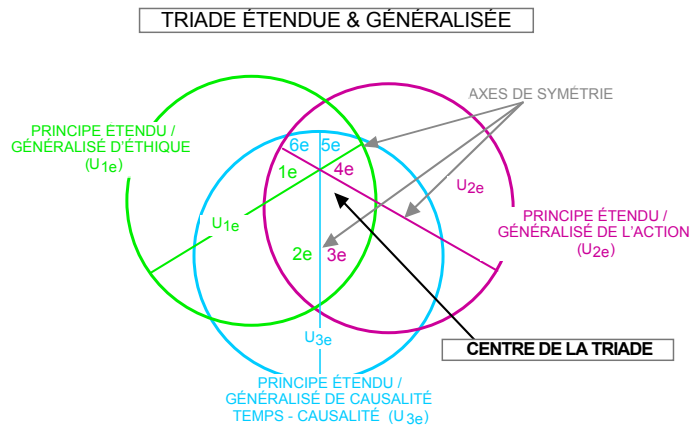 TRIADE ÉTENDUE & GÉNÉRALISÉE
AXES DE SYMÉTRIE
PRINCIPE ÉTENDU /
GÉNÉRALISÉ D'ÉTHIQUE
(U1e)
6e 5e
1e 4e
U2e
U1e
PRINCIPE ÉTENDU /
GÉNÉRALISÉ DE L'ACTION
(U2e)
2e 3e
U3e
CENTRE DE LA TRIADE
PRINCIPE ÉTENDU /
GÉNÉRALISÉ DE CAUSALITÉ
TEMPS - CAUSALITÉ (U3e)